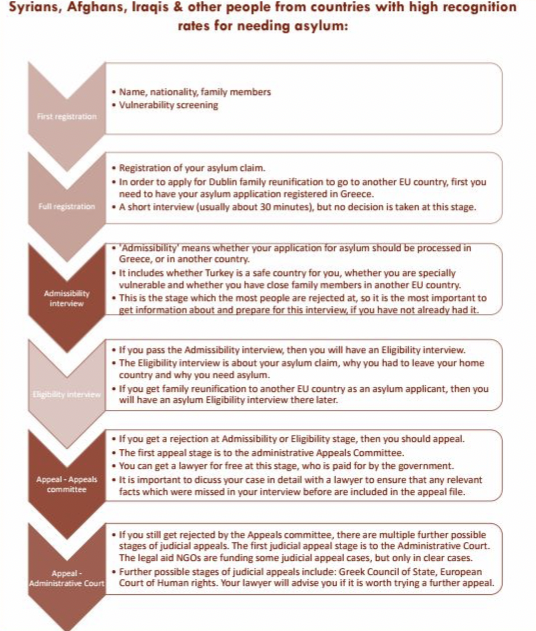 Syrians, Afghans, Iraqis & other people from countries with high recognition
rates for needing asylum:
First registration
• Name, nationality, family members
• Vulnerability screening
Full registration
• Registration of your asylum claim.
• In order to apply for Dublin family reunification to go to another EU country, first you
need to have your asylum application registered in Greece.
• A short interview (usually about 30 minutes), but no decision is taken at this stage.
Admissibility
interview
• 'Admissibility' means whether your application for asylum should be processed in
Greece, or in another country.
• It includes whether Turkey is a safe country for you, whether you are specially
vulnerable and whether you have close family members in another EU country.
• This is the stage which the most people are rejected at, so it is the most important to
get information about and prepare for this interview, if you have not already had it.
Eligibility interview
• If you pass the Admissibility interview, then you will have an Eligibility interview.
• The Eligibility interview is about your asylum claim, why you had to leave your home
country and why you need asylum.
• If you get family reunification to another EU country as an asylum applicant, then you
will have an asylum Eligibility interview there later.
Appeal - Appeals
committee
• If you get a rejection at Admissibility or Eligibility stage, then you should appeal.
• The first appeal stage is to the administrative Appeals Committee.
• You can get a lawyer for free at this stage, who is paid for by the government.
• It is important to dicuss your case in detail with a lawyer to ensure that any relevant
facts which were missed in your interview before are included in the appeal file.
Appeal -
Administrative Court
• If you still get rejected by the Appeals committee, there are multiple further possible
stages of judicial appeals. The first judicial appeal stage is to the Administrative Court.
The legal aid NGOs are funding some judicial appeal cases, but only in clear cases.
• Further possible stages of judicial appeals include: Greek Council of State, European
Court of Human rights. Your lawyer will advise you if it is worth trying a further appeal.